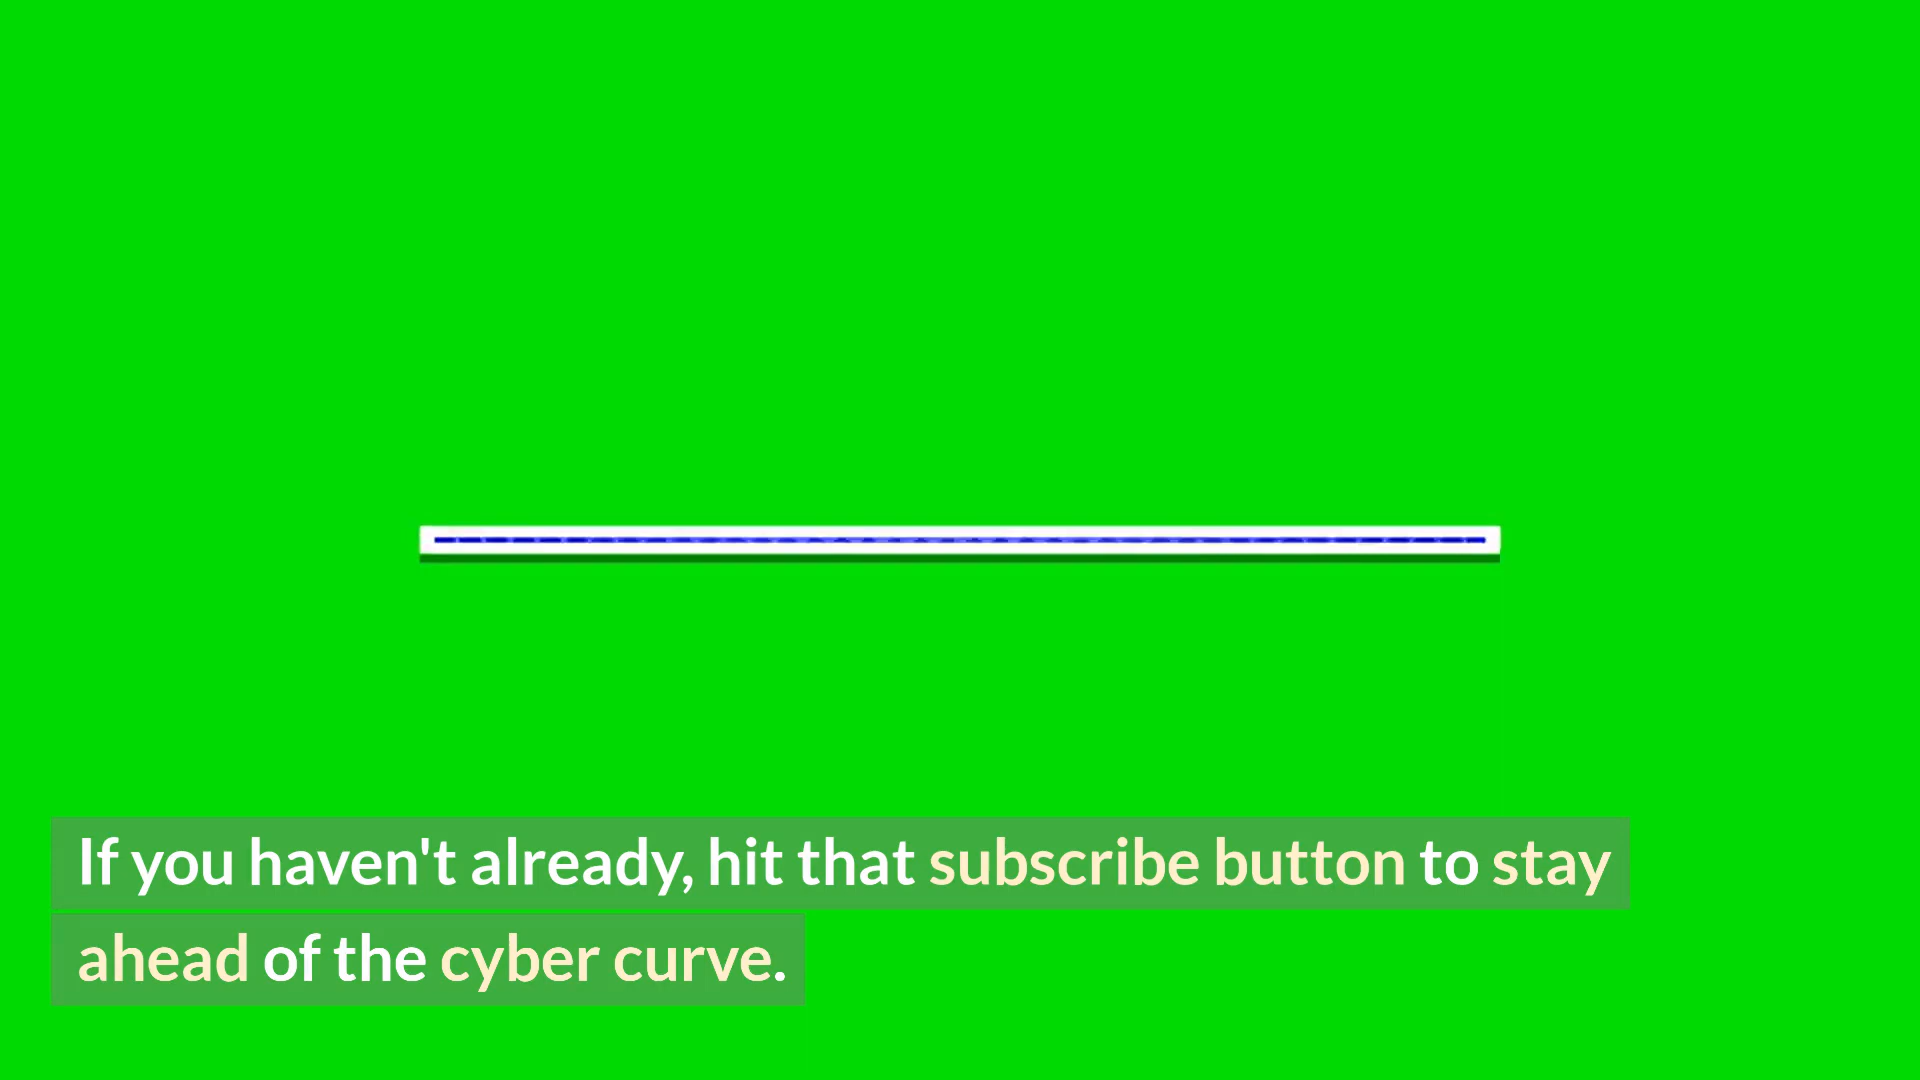 If you haven't already, hit that subscribe button to stay
ahead of the cyber curve.